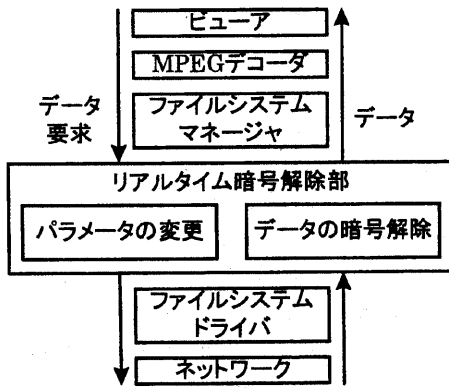 ビューア
MPEGデコーダ
データ
要求
ファイルシステム
マネージャ
データ
リアルタイム暗号解除部
パラメータの変更
データの暗号解除
ファイルシステム
ドライバ
ネットワーク